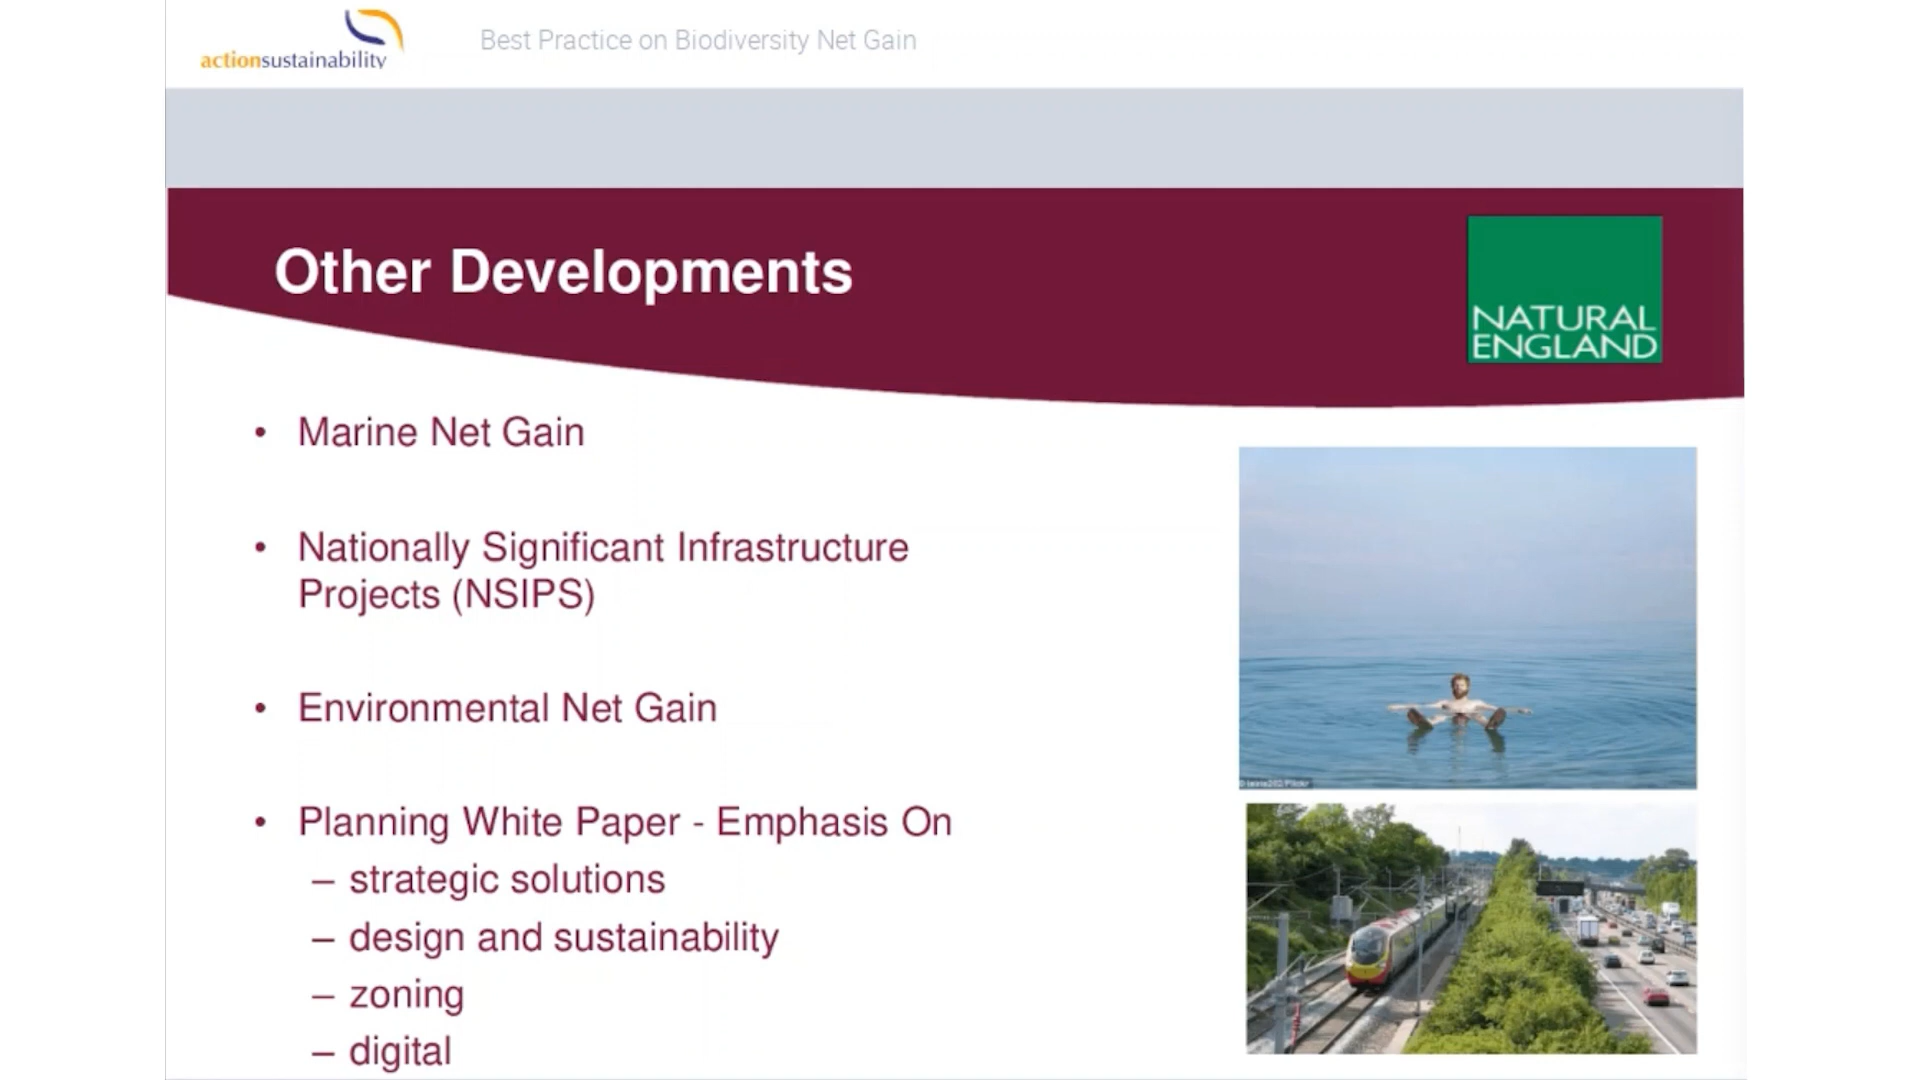 actionsustainability
Best Practice on Biodiversity Net Gain
Other Developments
NATURAL
ENGLAND
• Marine Net Gain
• Nationally Significant Infrastructure
Projects (NSIPS)
• Environmental Net Gain
• Planning White Paper - Emphasis On
– strategic solutions
– design and sustainability
– zoning
– digital